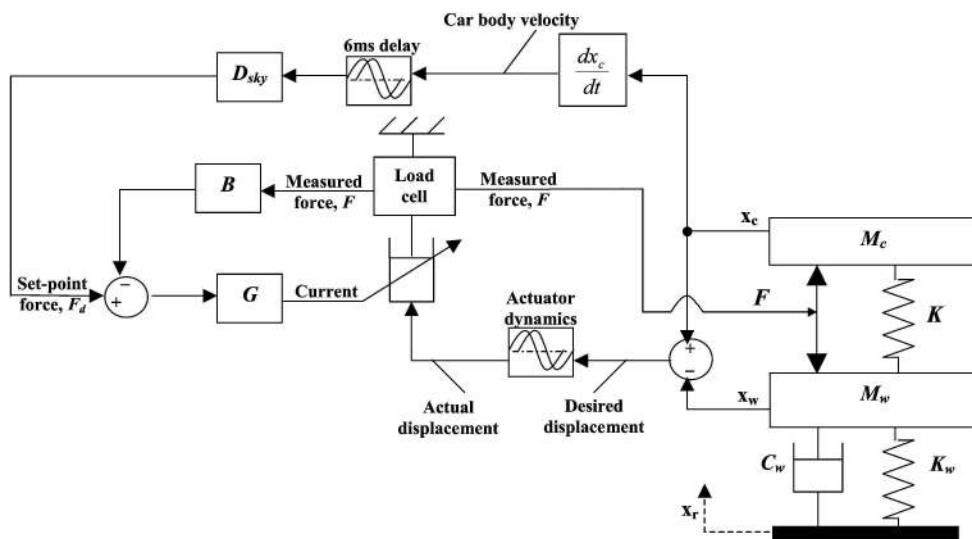 Car body velocity
6ms delay
D_sky
dx_c
dt
B
Measured
force, F
Load
cell
Measured
force, F
x_c
M_c
Set-point
force, F_d
−
+
G
Current
Actuator
dynamics
F
K
+
−
Actual
displacement
Desired
displacement
x_w
M_w
C_w
K_w
x_r